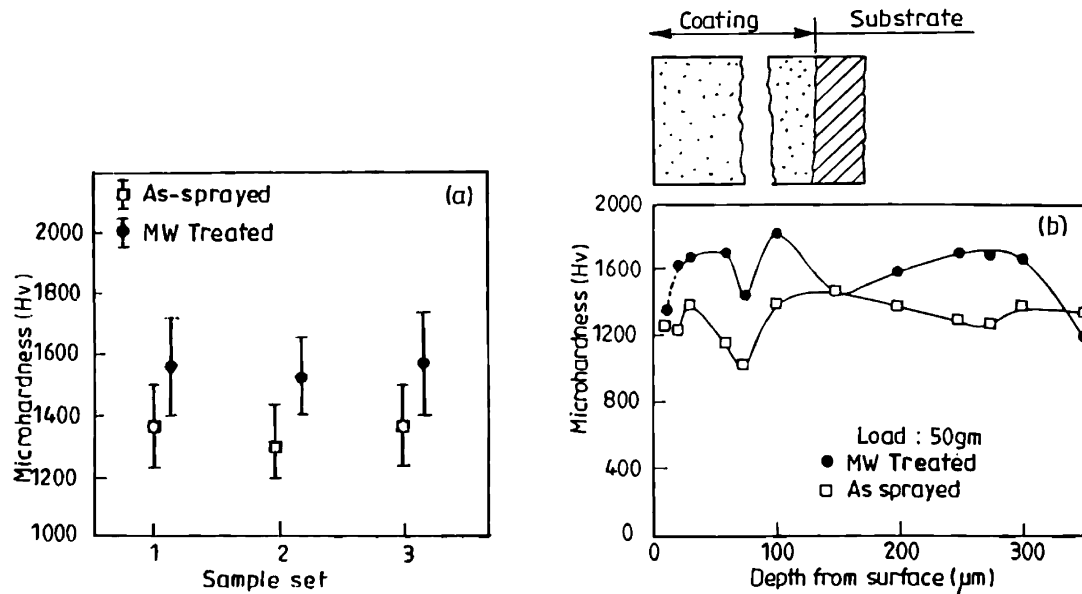 Coating Substrate
(a)
As-sprayed
MW Treated
2000
1800
1600
1400
1200
1000
Microhardness (Hv)
1 2 3
Sample set
(b)
2000
1600
1200
800
400
0
Microhardness (Hv)
Load : 50gm
MW Treated
As sprayed
0 100 200 300
Depth from surface (µm)